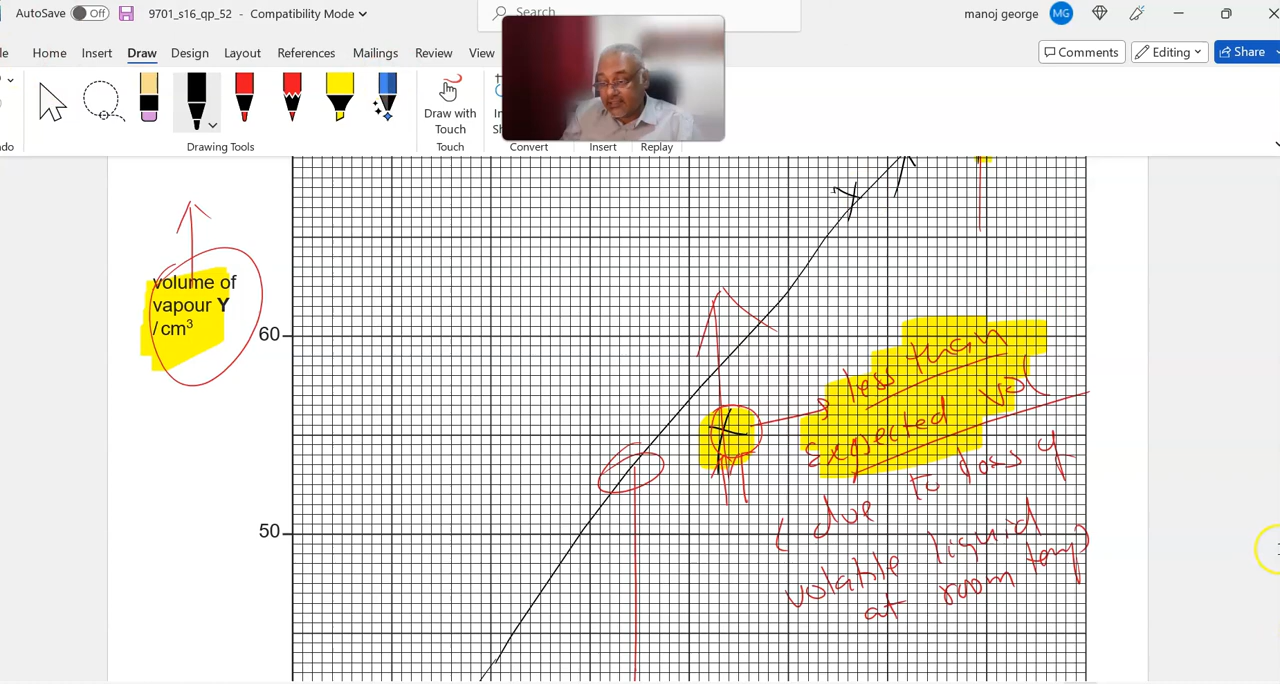 AutoSave Off 9701_s16_qp_52 - Compatibility Mode Search manoj george MG
Home Insert Draw Design Layout References Mailings Review View Comments Editing Share
Draw with
Touch
Drawing Tools Touch Convert Insert Replay
volume of
vapour Y
/ cm³
60
50
less than
expected vol
( due to loss of
volatile liquid
at room temp)